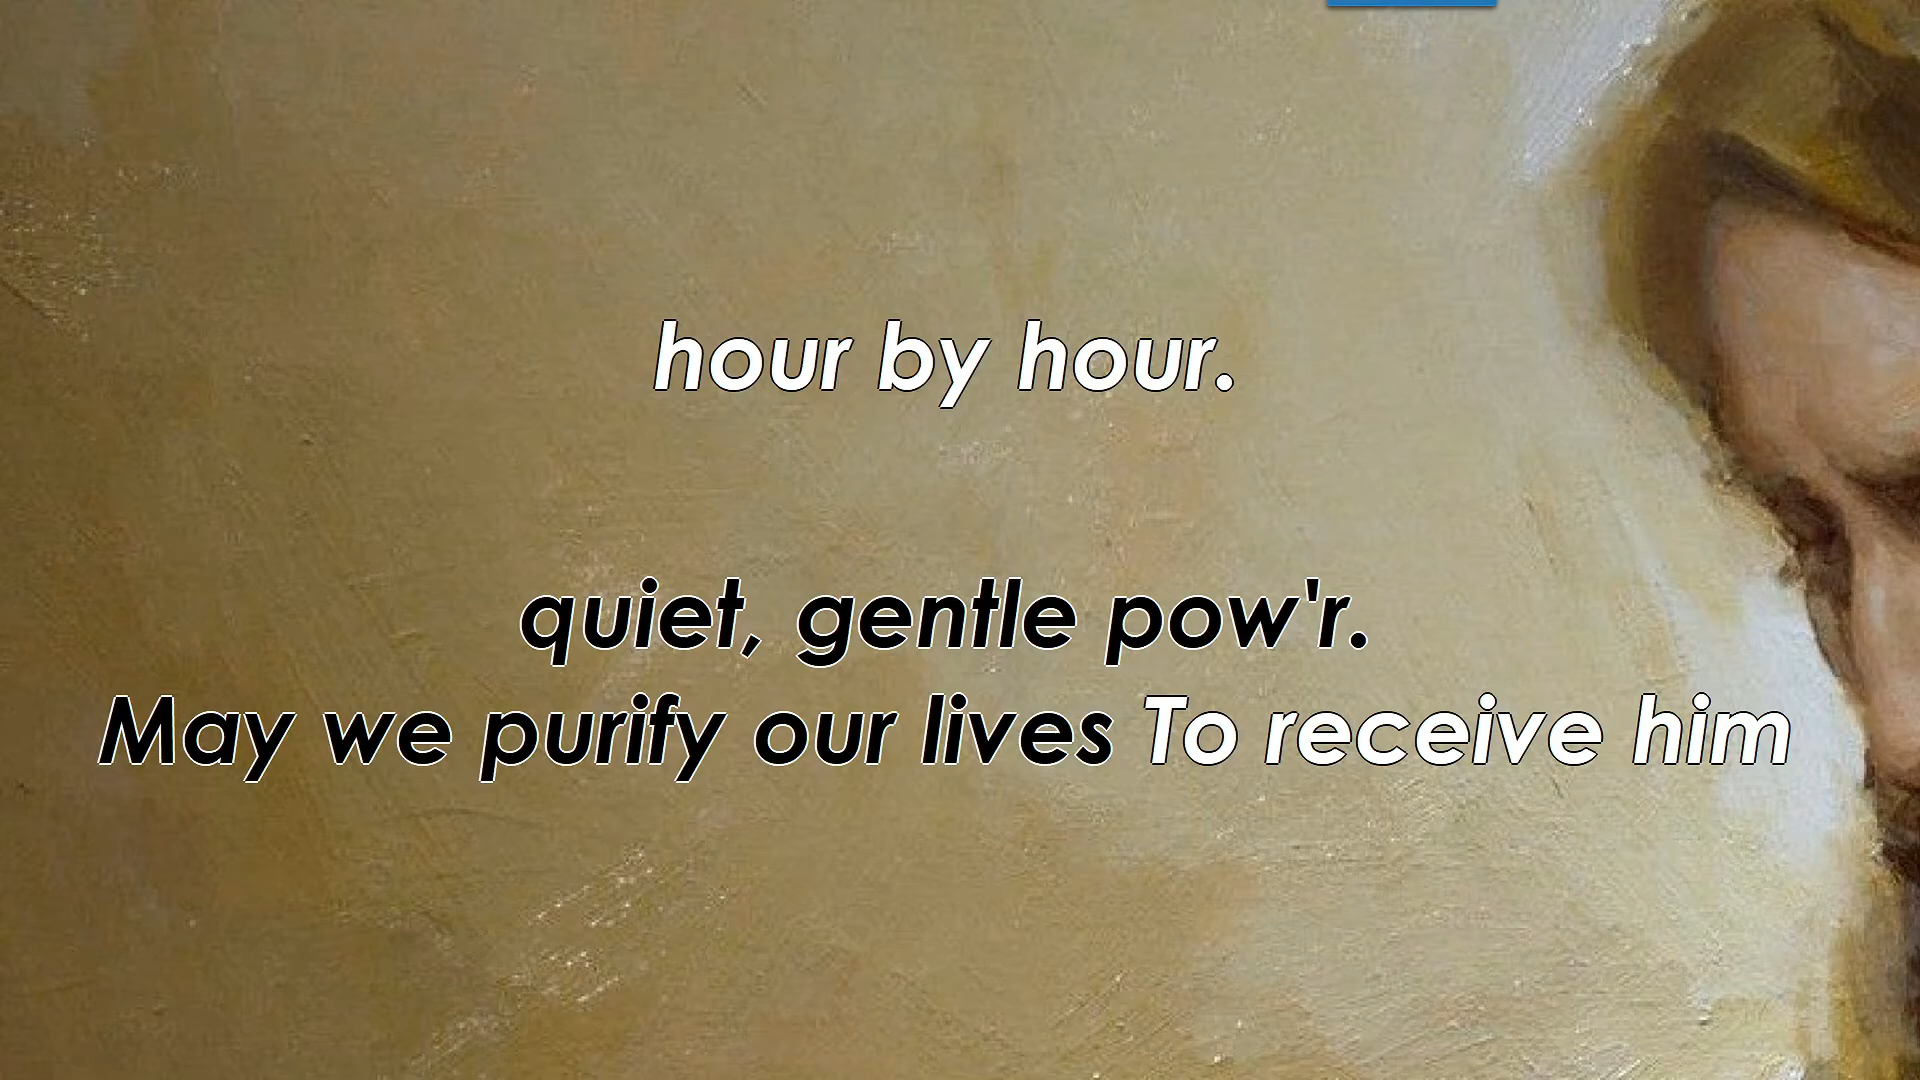 hour by hour.
quiet, gentle pow'r.
May we purify our lives To receive him